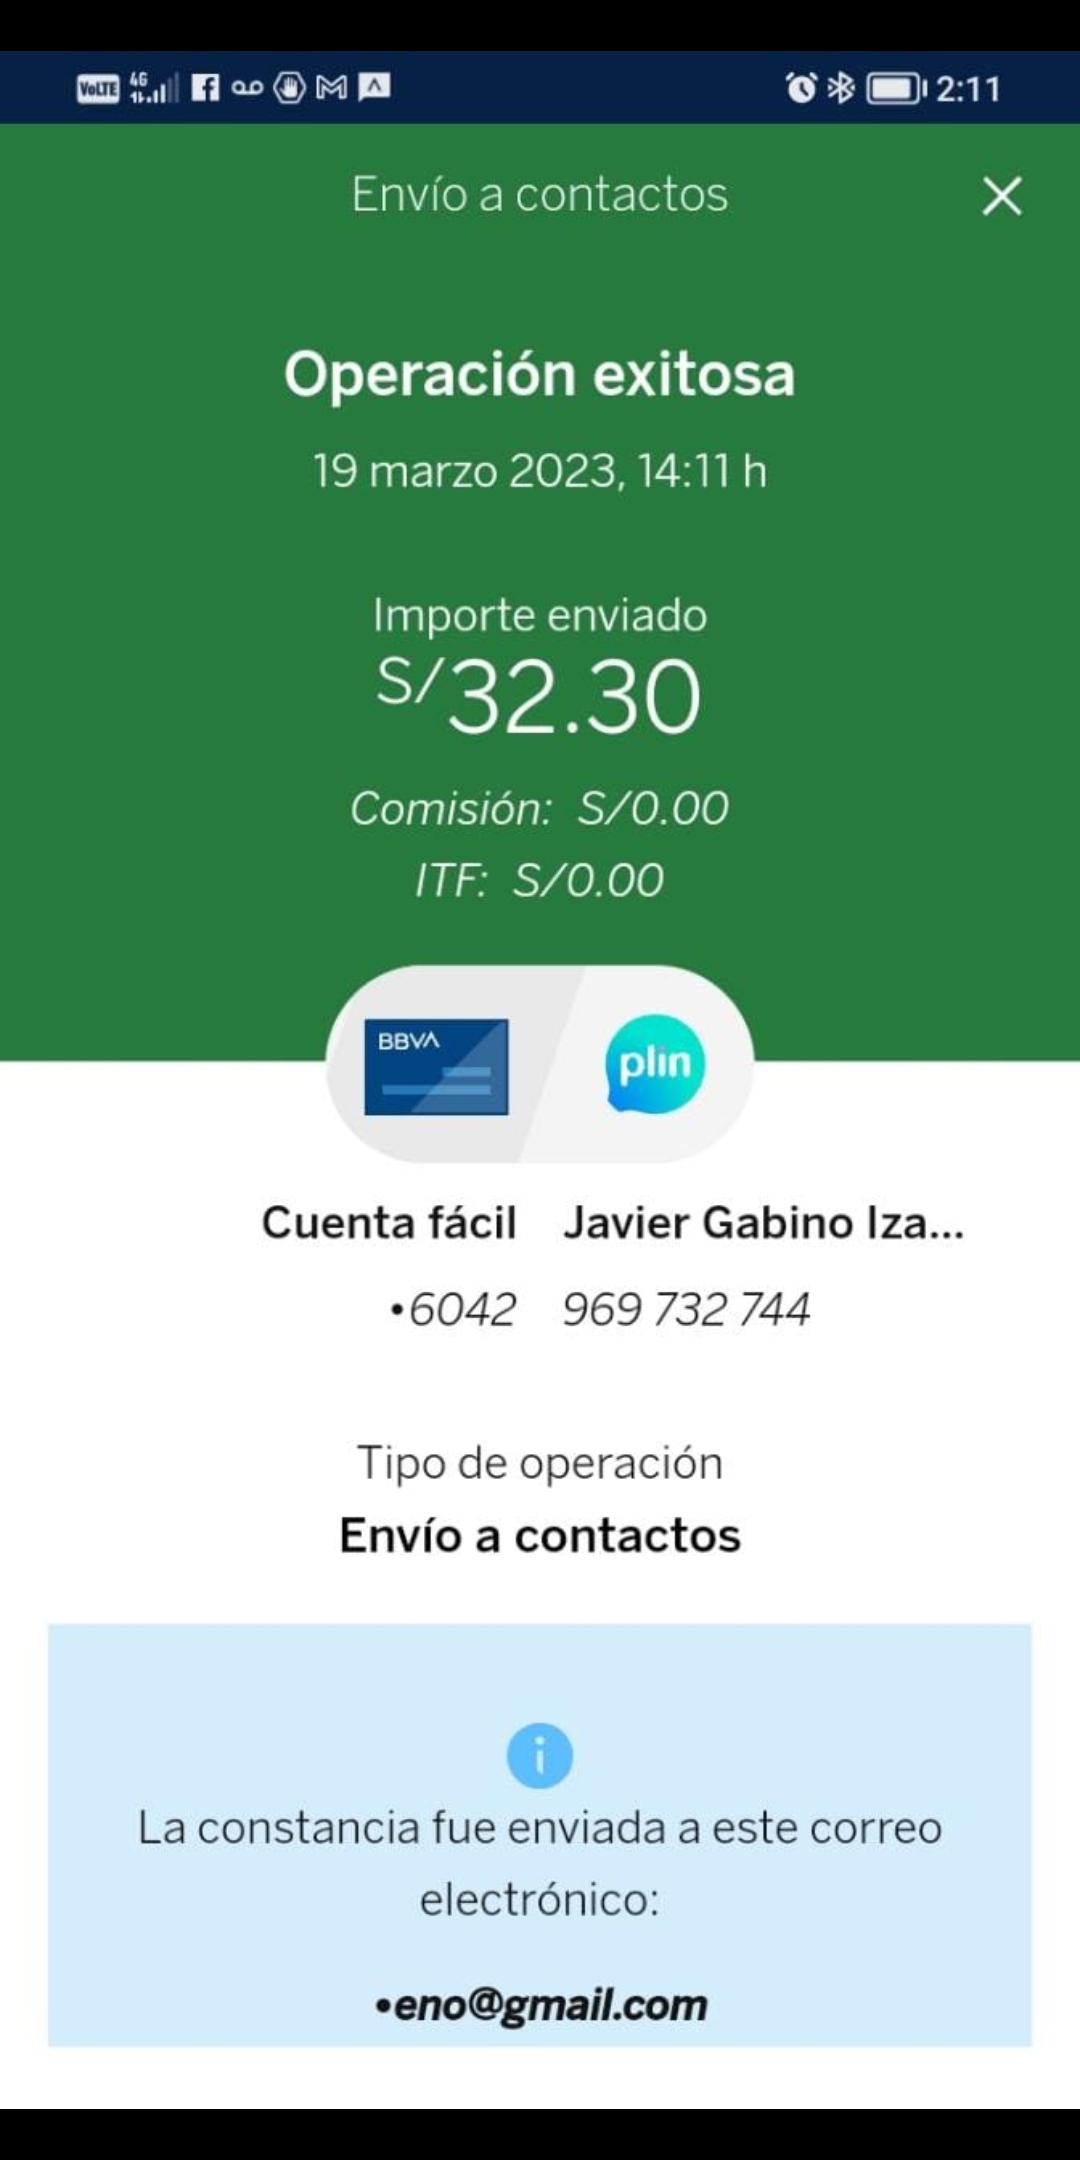 VoLTE 4G 2:11
Envío a contactos
Operación exitosa
19 marzo 2023, 14:11 h
Importe enviado
S/32.30
Comisión: S/0.00
ITF: S/0.00
BBVA plin
Cuenta fácil Javier Gabino Iza...
•6042 969 732 744
Tipo de operación
Envío a contactos
La constancia fue enviada a este correo
electrónico:
•eno@gmail.com